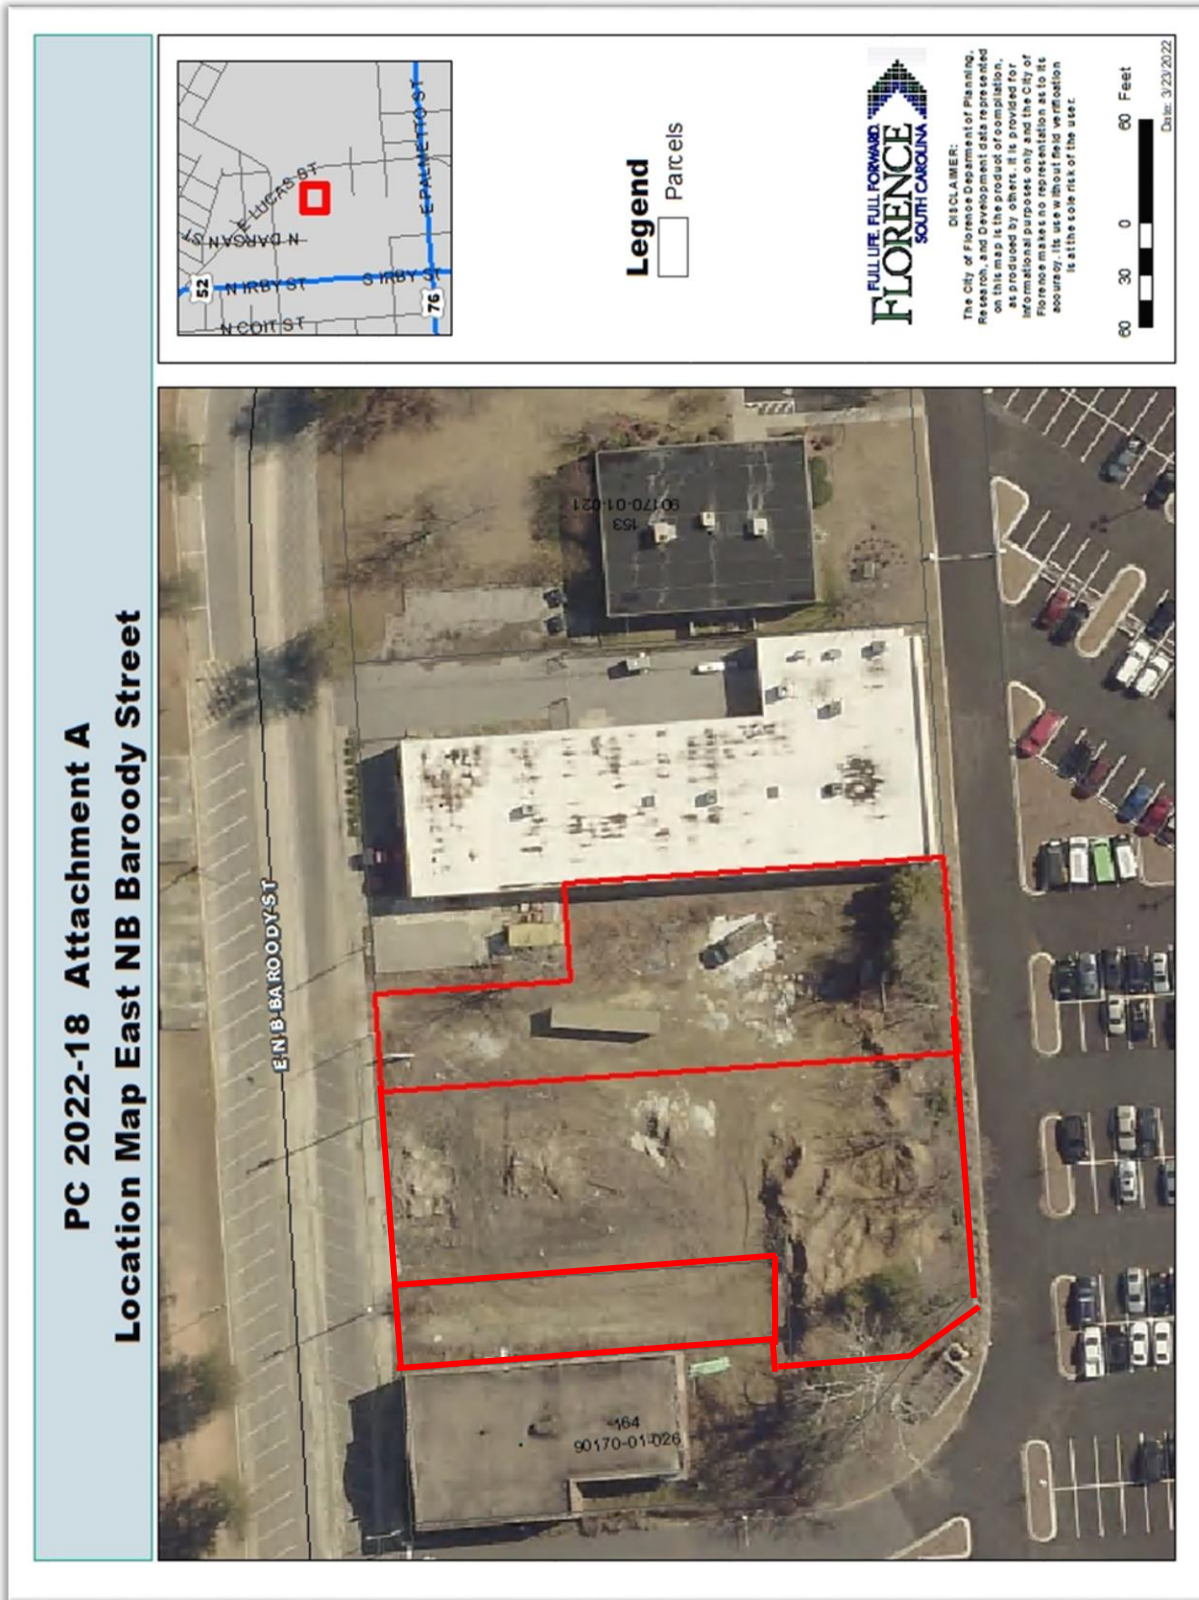 PC 2022-18 Attachment A
Location Map East NB Baroody Street
E LUCAS ST
N DARGAN ST
52
N IRBY ST
S IRBY ST
N COIT ST
E PALMETTO ST
76
Legend
Parcels
FULL LIFE. FULL FORWARD.
FLORENCE
SOUTH CAROLINA
DISCLAIMER:
The City of Florence Deparment of Planning,
Research, and Development data represented
on this map is the product of compilation,
as produced by others. It is provided for
informational purposes only and the City of
Florence makes no representation as to its
accuracy. Its use without field verification
is at the sole risk of the user.
60 30 0 60 Feet
Date: 3/23/2022
E N B BAROODY ST
153
90170-01-021
164
90170-01-026